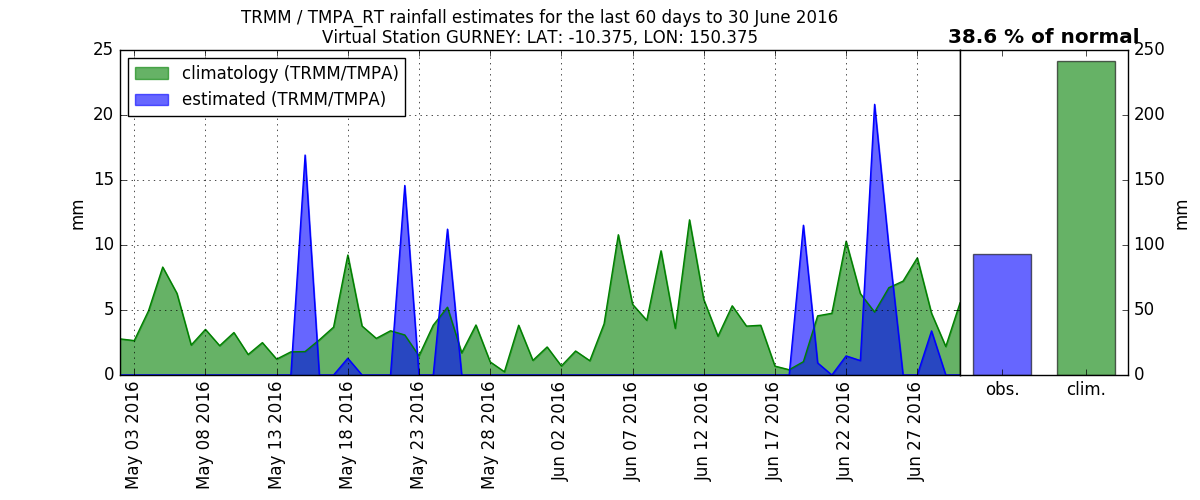 TRMM / TMPA_RT rainfall estimates for the last 60 days to 30 June 2016
Virtual Station GURNEY: LAT: -10.375, LON: 150.375
38.6 % of normal
climatology (TRMM/TMPA)
estimated (TRMM/TMPA)
25
20
15
10
5
0
mm
250
200
150
100
50
0
mm
obs.
clim.
May 03 2016
May 08 2016
May 13 2016
May 18 2016
May 23 2016
May 28 2016
Jun 02 2016
Jun 07 2016
Jun 12 2016
Jun 17 2016
Jun 22 2016
Jun 27 2016